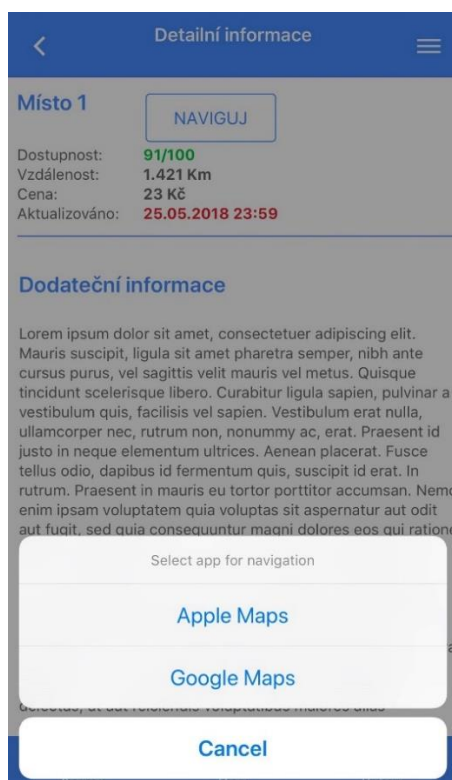 Detailní informace
Místo 1
NAVIGUJ
Dostupnost: 91/100
Vzdálenost: 1.421 Km
Cena: 23 Kč
Aktualizováno: 25.05.2018 23:59
Dodateční informace
Lorem ipsum dolor sit amet, consectetuer adipiscing elit.
Mauris suscipit, ligula sit amet pharetra semper, nibh ante
cursus purus, vel sagittis velit mauris vel metus. Quisque
tincidunt scelerisque libero. Curabitur ligula sapien, pulvinar a
vestibulum quis, facilisis vel sapien. Vestibulum erat nulla,
ullamcorper nec, rutrum non, nonummy ac, erat. Praesent id
justo in neque elementum ultrices. Aenean placerat. Fusce
tellus odio, dapibus id fermentum quis, suscipit id erat. In
rutrum. Praesent in mauris eu tortor porttitor accumsan. Nemo
enim ipsam voluptatem quia voluptas sit aspernatur aut odit
aut fugit, sed quia consequuntur magni dolores eos qui ratione
Select app for navigation
Apple Maps
Google Maps
Cancel